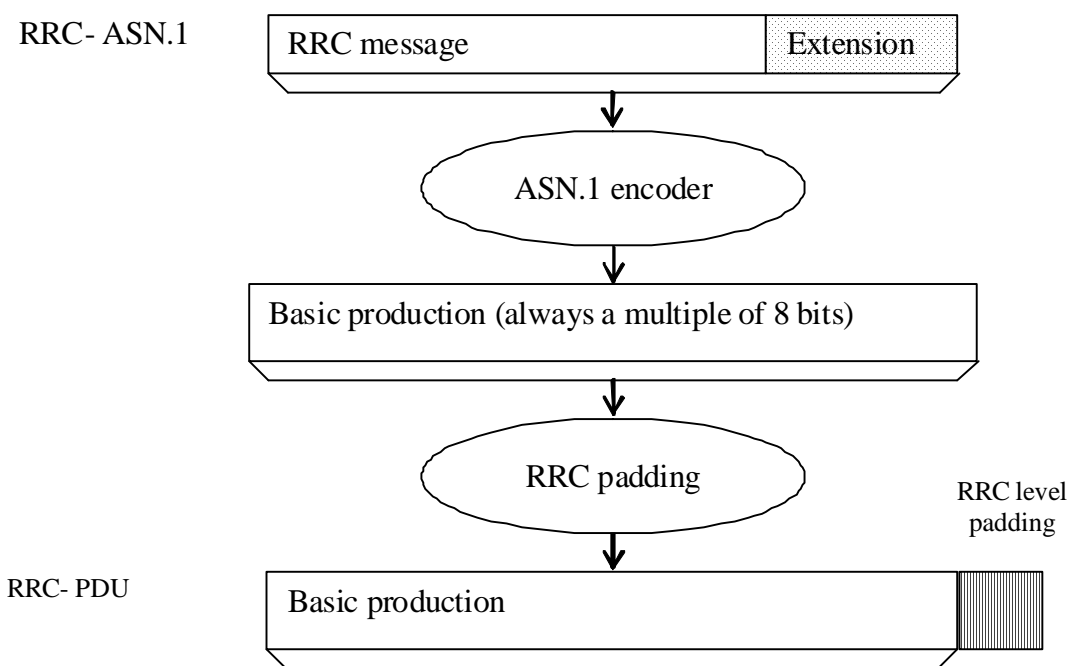 RRC- ASN.1
RRC message
Extension
ASN.1 encoder
Basic production (always a multiple of 8 bits)
RRC padding
RRC level
padding
RRC- PDU
Basic production